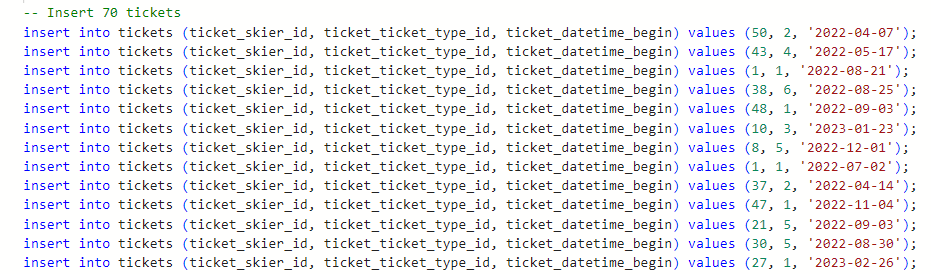 -- Insert 70 tickets
insert into tickets (ticket_skier_id, ticket_ticket_type_id, ticket_datetime_begin) values (50, 2, '2022-04-07');
insert into tickets (ticket_skier_id, ticket_ticket_type_id, ticket_datetime_begin) values (43, 4, '2022-05-17');
insert into tickets (ticket_skier_id, ticket_ticket_type_id, ticket_datetime_begin) values (1, 1, '2022-08-21');
insert into tickets (ticket_skier_id, ticket_ticket_type_id, ticket_datetime_begin) values (38, 6, '2022-08-25');
insert into tickets (ticket_skier_id, ticket_ticket_type_id, ticket_datetime_begin) values (48, 1, '2022-09-03');
insert into tickets (ticket_skier_id, ticket_ticket_type_id, ticket_datetime_begin) values (10, 3, '2023-01-23');
insert into tickets (ticket_skier_id, ticket_ticket_type_id, ticket_datetime_begin) values (8, 5, '2022-12-01');
insert into tickets (ticket_skier_id, ticket_ticket_type_id, ticket_datetime_begin) values (1, 1, '2022-07-02');
insert into tickets (ticket_skier_id, ticket_ticket_type_id, ticket_datetime_begin) values (37, 2, '2022-04-14');
insert into tickets (ticket_skier_id, ticket_ticket_type_id, ticket_datetime_begin) values (47, 1, '2022-11-04');
insert into tickets (ticket_skier_id, ticket_ticket_type_id, ticket_datetime_begin) values (21, 5, '2022-09-03');
insert into tickets (ticket_skier_id, ticket_ticket_type_id, ticket_datetime_begin) values (30, 5, '2022-08-30');
insert into tickets (ticket_skier_id, ticket_ticket_type_id, ticket_datetime_begin) values (27, 1, '2023-02-26');